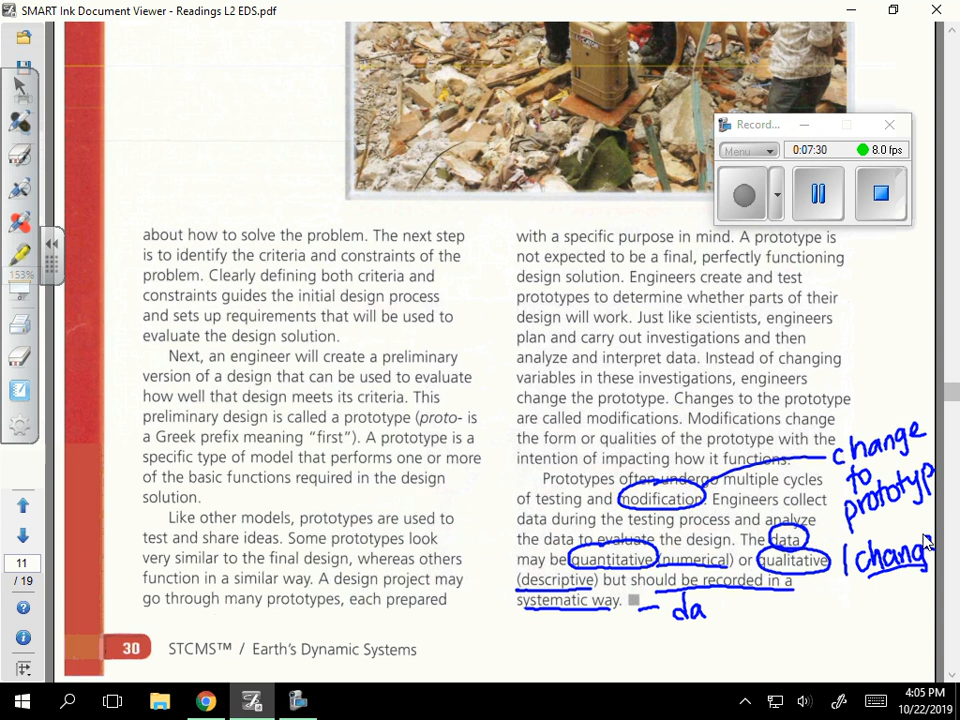 SMART Ink Document Viewer - Readings L2 EDS.pdf
LOCATOR
Record...
Menu
0:07:30
8.0 fps
153%
about how to solve the problem. The next step
is to identify the criteria and constraints of the
problem. Clearly defining both criteria and
constraints guides the initial design process
and sets up requirements that will be used to
evaluate the design solution.
Next, an engineer will create a preliminary
version of a design that can be used to evaluate
how well that design meets its criteria. This
preliminary design is called a prototype (proto- is
a Greek prefix meaning “first”). A prototype is a
specific type of model that performs one or more
of the basic functions required in the design
solution.
Like other models, prototypes are used to
test and share ideas. Some prototypes look
very similar to the final design, whereas others
function in a similar way. A design project may
go through many prototypes, each prepared
with a specific purpose in mind. A prototype is
not expected to be a final, perfectly functioning
design solution. Engineers create and test
prototypes to determine whether parts of their
design will work. Just like scientists, engineers
plan and carry out investigations and then
analyze and interpret data. Instead of changing
variables in these investigations, engineers
change the prototype. Changes to the prototype
are called modifications. Modifications change
the form or qualities of the prototype with the
intention of impacting how it functions.
Prototypes often undergo multiple cycles
of testing and modification. Engineers collect
data during the testing process and analyze
the data to evaluate the design. The data
may be quantitative (numerical) or qualitative
(descriptive) but should be recorded in a
systematic way.
change
to
prototyp
1 chang
- da
11
/ 19
30
STCMS™ / Earth’s Dynamic Systems
4:05 PM
10/22/2019